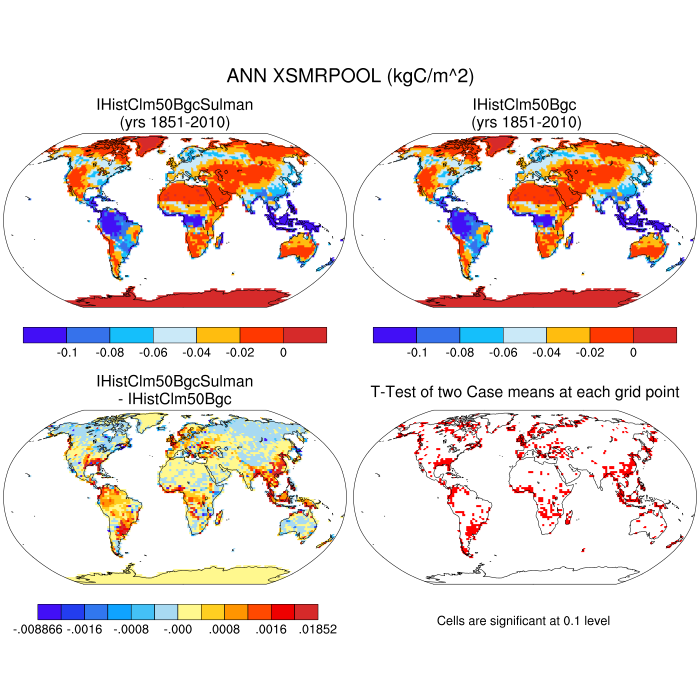 ANN XSMRPOOL (kgC/m^2)
IHistClm50BgcSulman
(yrs 1851-2010)
IHistClm50Bgc
(yrs 1851-2010)
-0.1 -0.08 -0.06 -0.04 -0.02 0
-0.1 -0.08 -0.06 -0.04 -0.02 0
IHistClm50BgcSulman
- IHistClm50Bgc
T-Test of two Case means at each grid point
-.008866 -.0016 -.0008 -.000 .0008 .0016 .01852
Cells are significant at 0.1 level